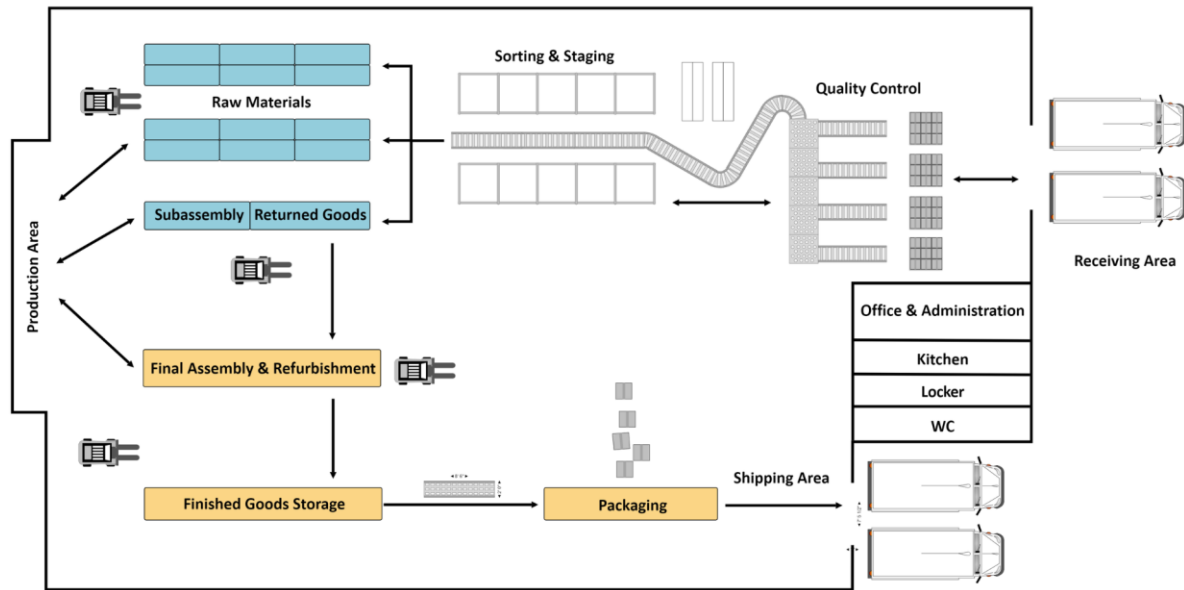 Sorting & Staging
Quality Control
Raw Materials
Subassembly
Returned Goods
Production Area
Receiving Area
Office & Administration
Kitchen
Locker
WC
Final Assembly & Refurbishment
Shipping Area
Finished Goods Storage
Packaging